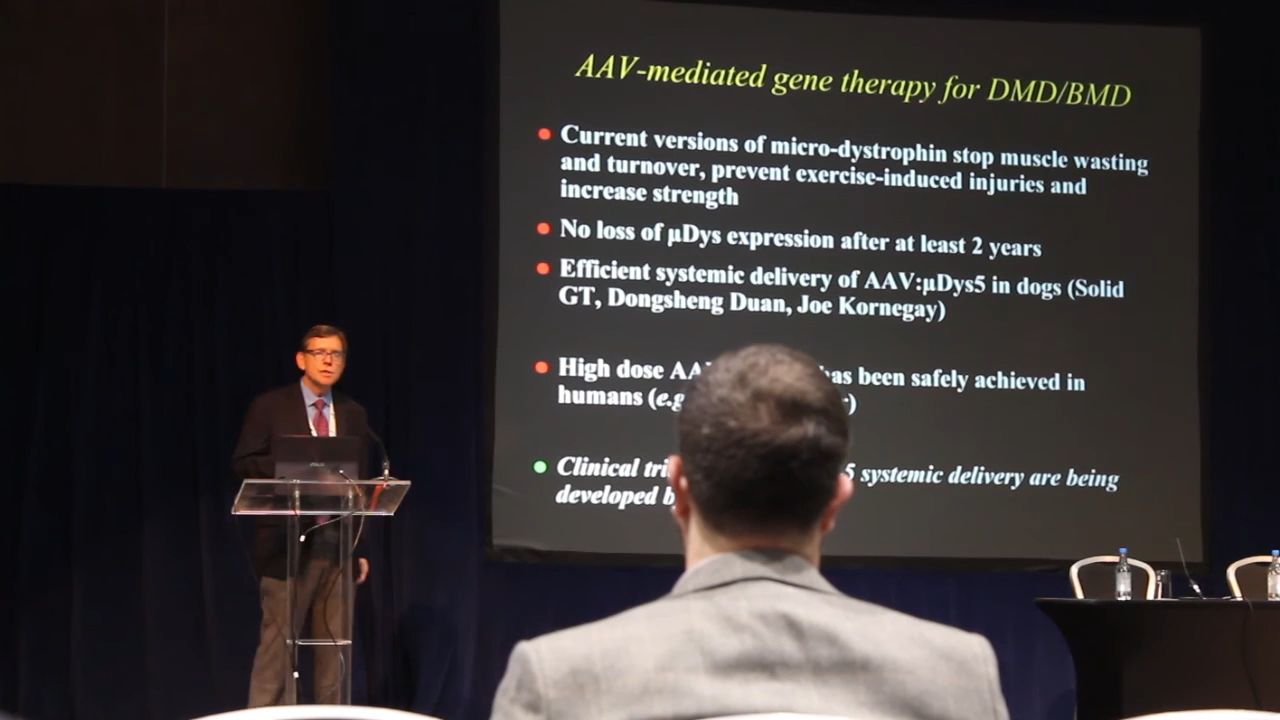 AAV-mediated gene therapy for DMD/BMD
Current versions of micro-dystrophin stop muscle wasting
and turnover, prevent exercise-induced injuries and
increase strength
No loss of µDys expression after at least 2 years
Efficient systemic delivery of AAV:µDys5 in dogs (Solid
GT, Dongsheng Duan, Joe Kornegay)
High dose has been safely achieved in
humans (e.g )
Clinical 5 systemic delivery are being
developed